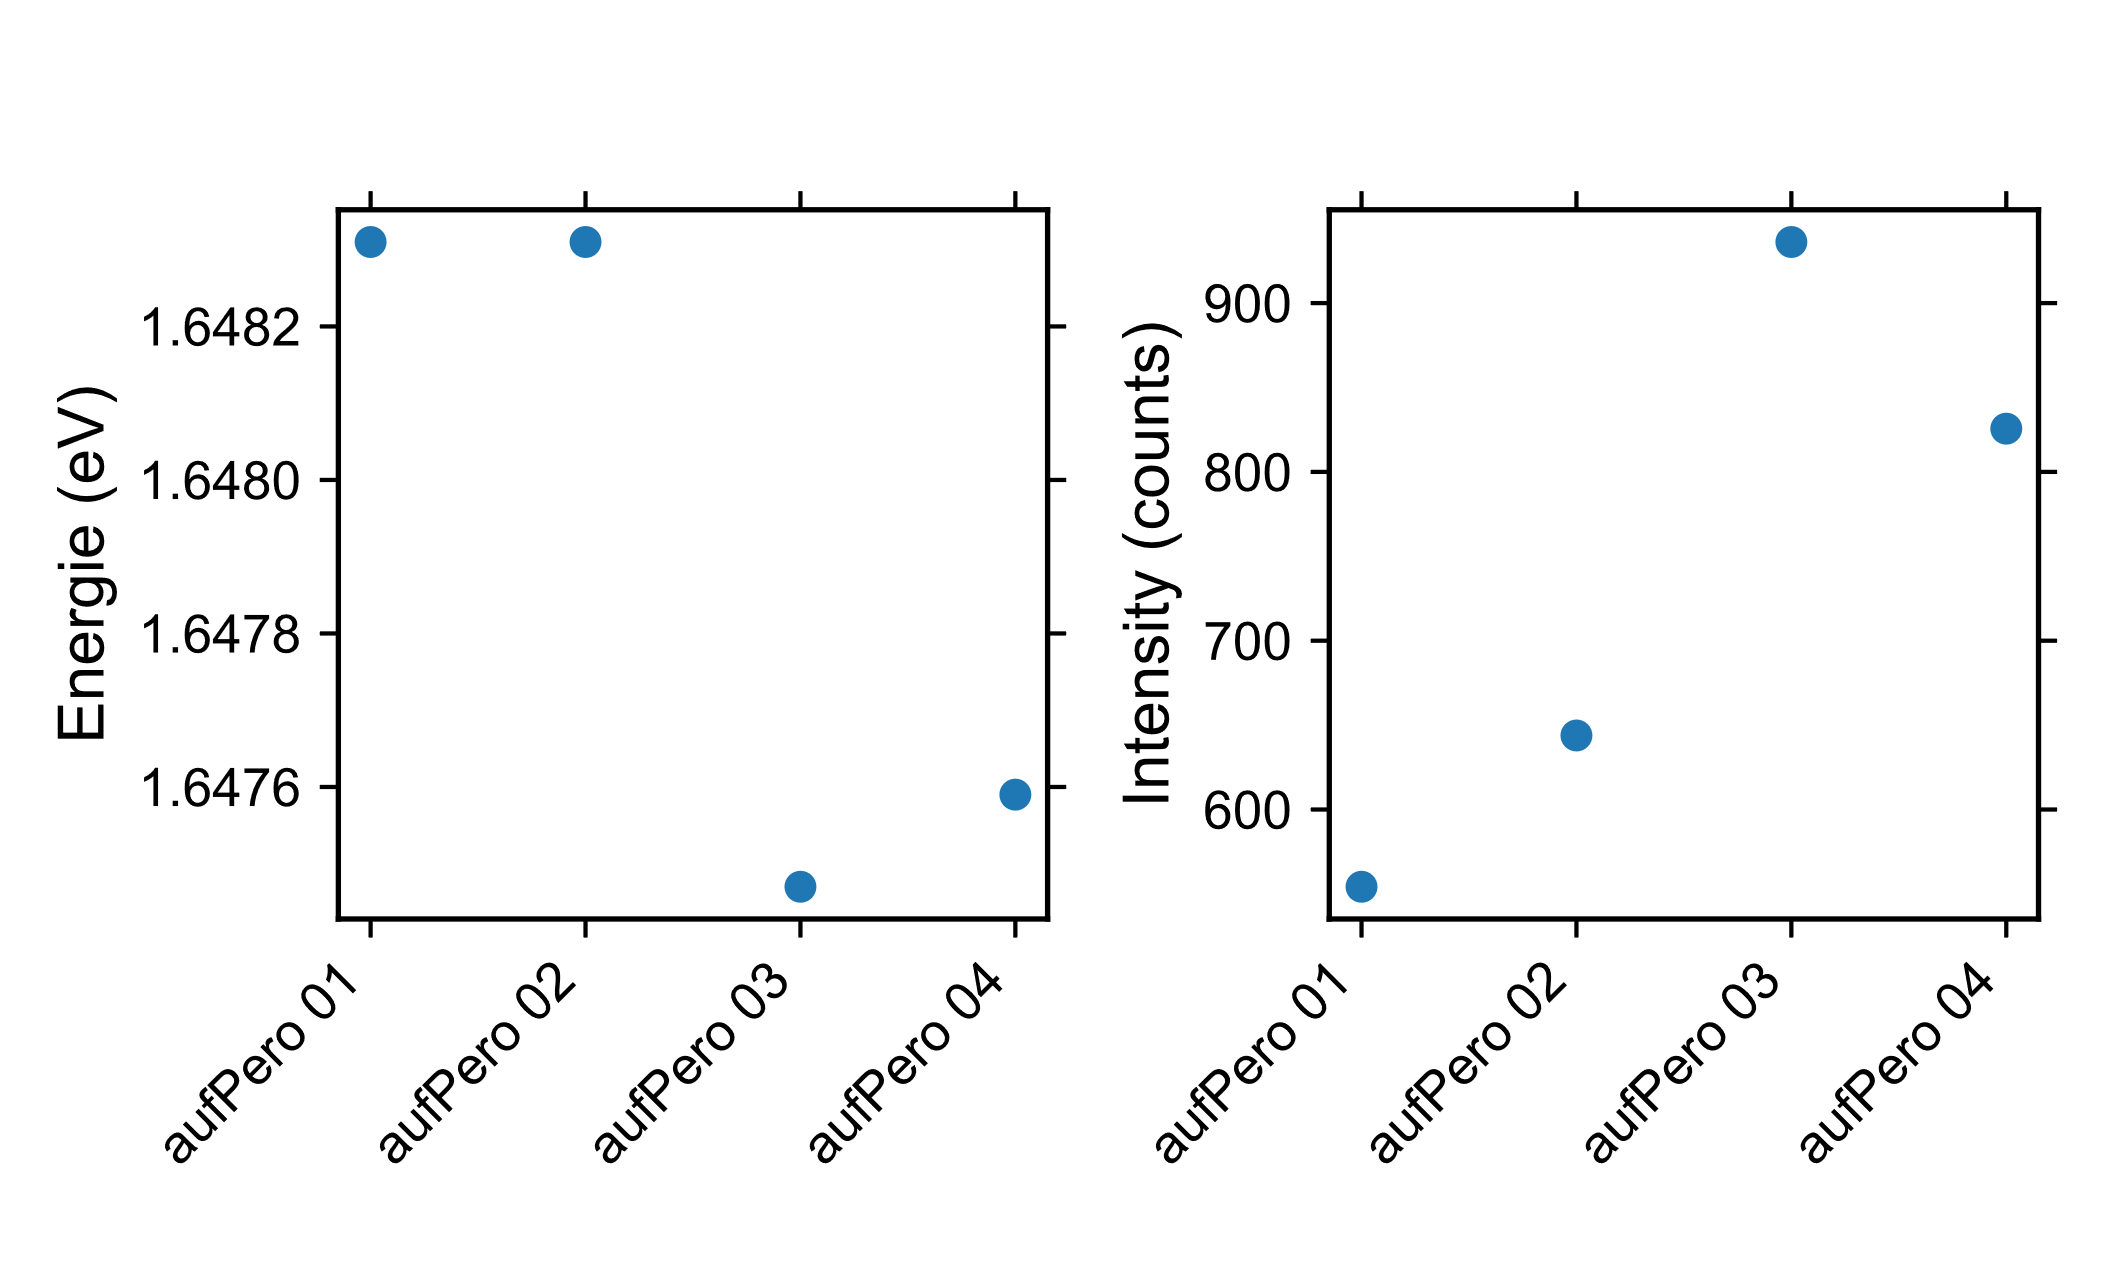 Energie (eV)
1.6482
1.6480
1.6478
1.6476
aufPero 01
aufPero 02
aufPero 03
aufPero 04
Intensity (counts)
900
800
700
600
aufPero 01
aufPero 02
aufPero 03
aufPero 04